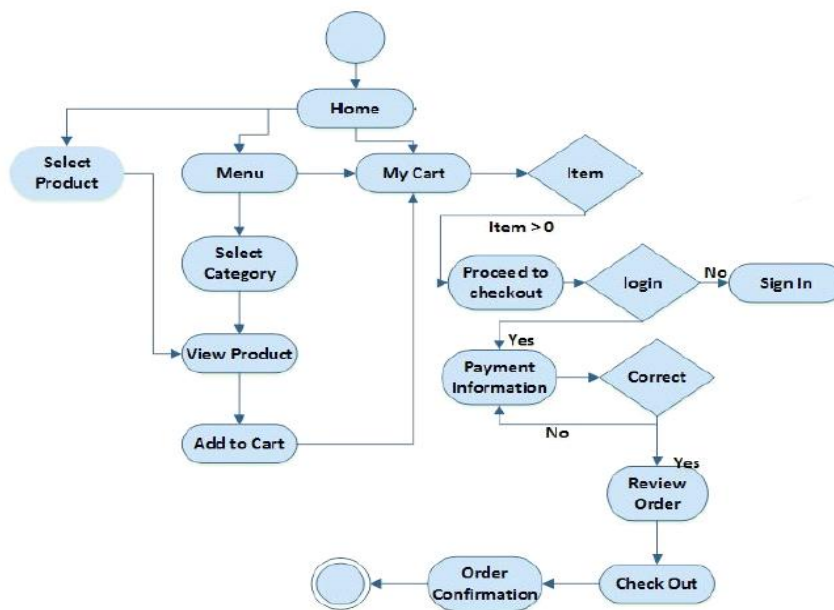 Home
Select
Product
Menu
My Cart
Item
Item > 0
Select
Category
Proceed to
checkout
login
No
Sign In
Yes
View Product
Payment
Information
Correct
No
Add to Cart
Yes
Review
Order
Order
Confirmation
Check Out